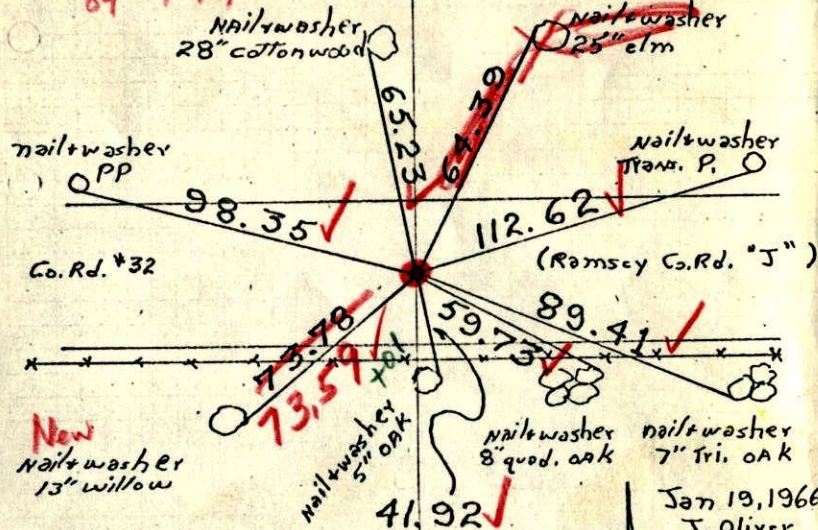 Nail+washer
28" cottonwood
Nail+washer
25" elm
65.23
64.39
nail+washer
PP
Nail+washer
Trans. P.
98.35
112.62
Co. Rd. #32
(Ramsey Co. Rd. "J")
73.78
73.59
+01
59.73
89.41
New
Nail+washer
13" willow
Nail+washer
5" OAK
Nail+washer
8" quad. OAK
nail+washer
7" Tri. OAK
41.92
Jan 19, 1966
J. Oliver